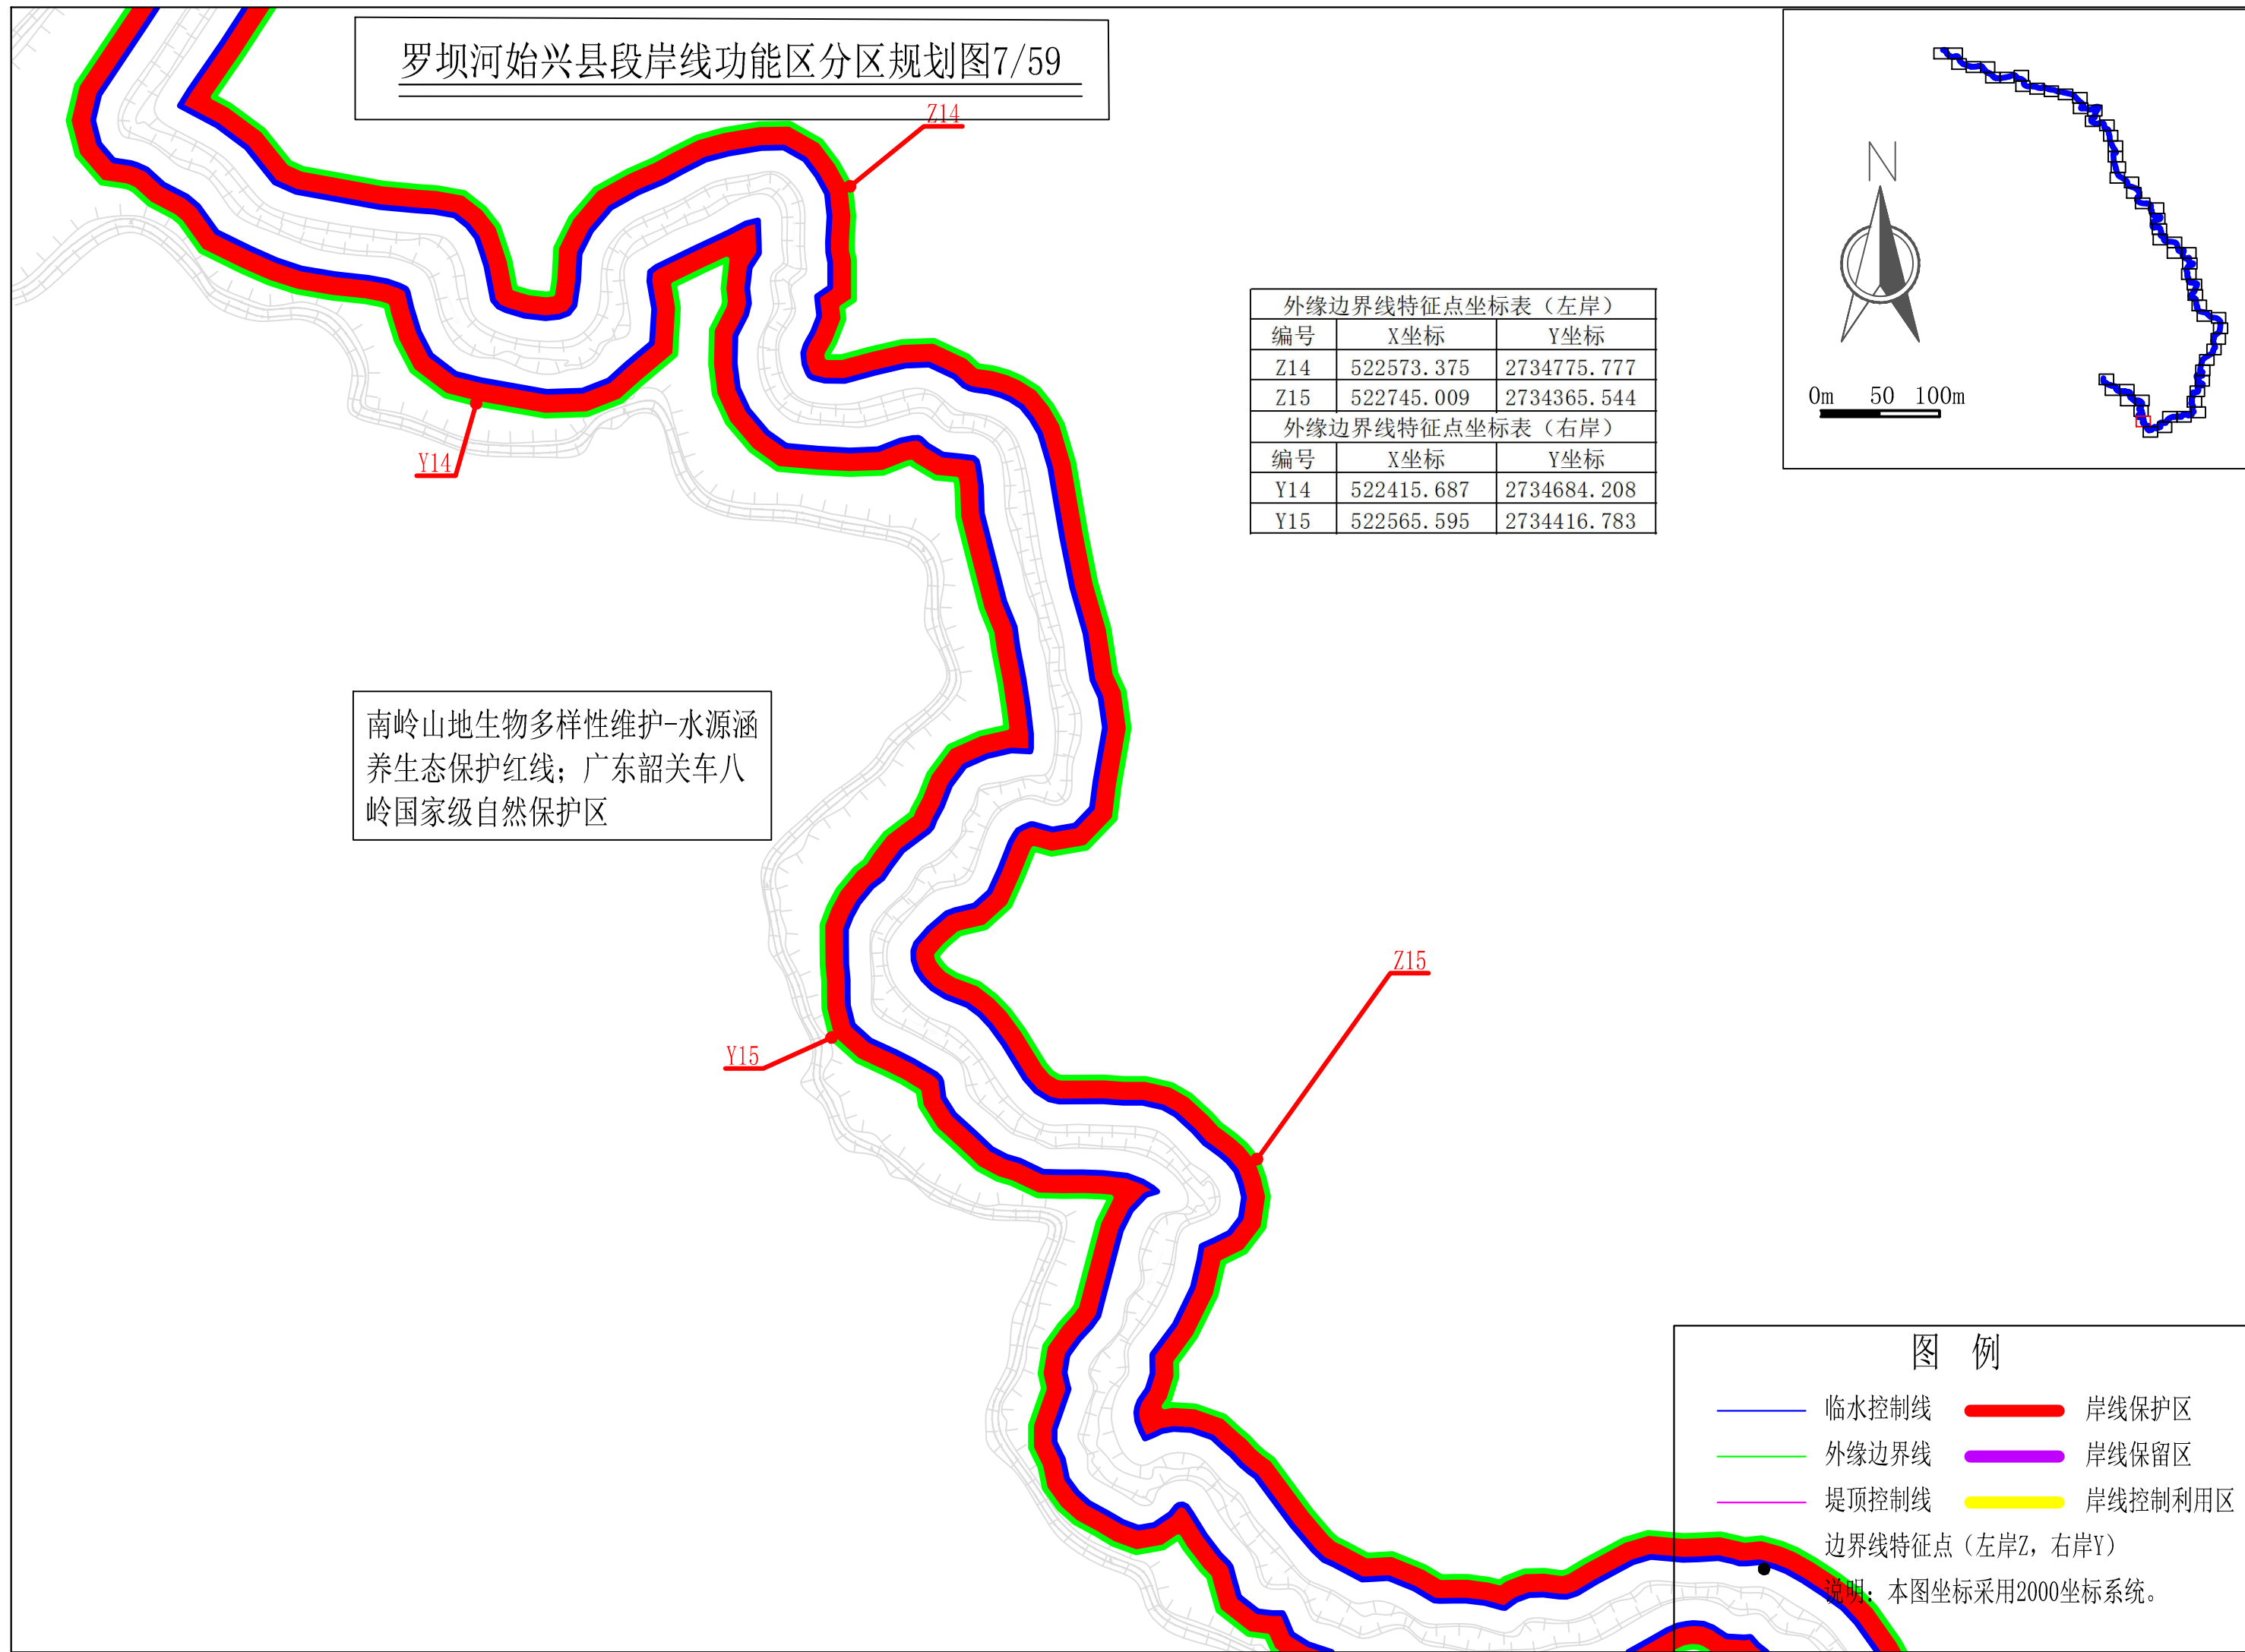 罗坝河始兴县段岸线功能区分区规划图7/59
Z14
N
0m 50 100m
外缘边界线特征点坐标表（左岸）
编号 X坐标 Y坐标
Z14 522573.375 2734775.777
Z15 522745.009 2734365.544
外缘边界线特征点坐标表（右岸）
编号 X坐标 Y坐标
Y14 522415.687 2734684.208
Y15 522565.595 2734416.783
Y14
南岭山地生物多样性维护-水源涵
养生态保护红线；广东韶关车八
岭国家级自然保护区
Z15
Y15
图 例
临水控制线 岸线保护区
外缘边界线 岸线保留区
堤顶控制线 岸线控制利用区
边界线特征点（左岸Z，右岸Y）
说明：本图坐标采用2000坐标系统。